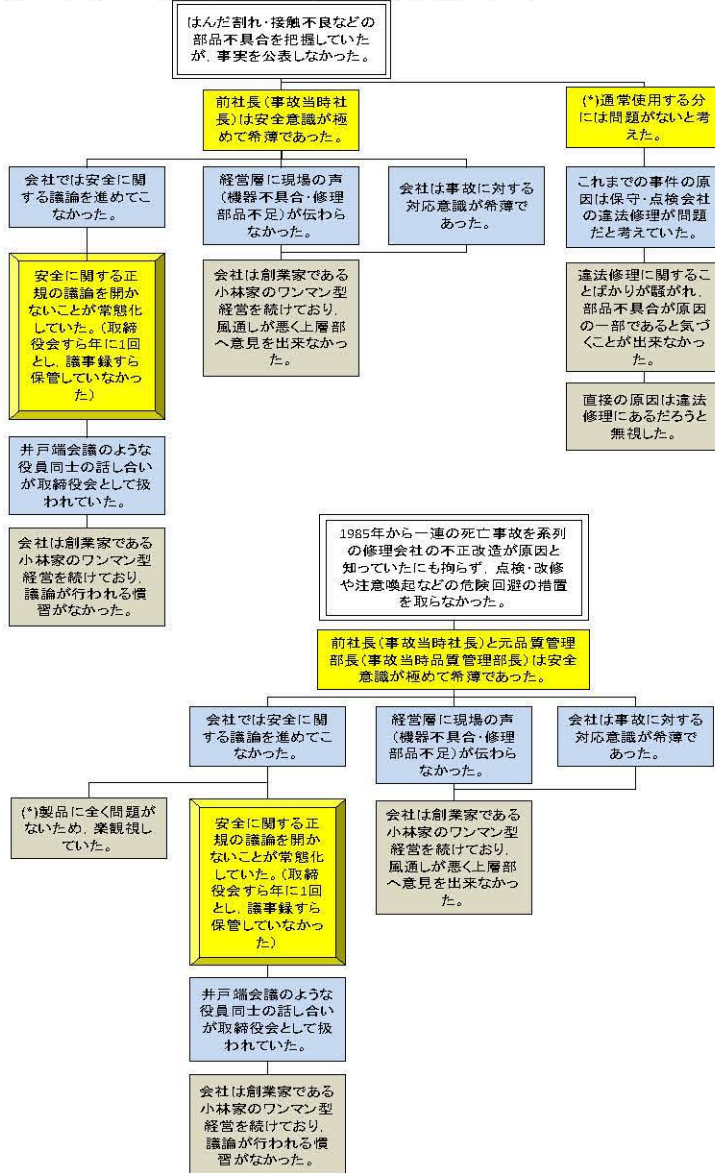 はんだ割れ・接触不良などの
部品不具合を把握していた
が、事実を公表しなかった。
前社長(事故当時社
長)は安全意識が極
めて希薄であった。
(*)通常使用する分
には問題がないと考
えた。
会社では安全に関
する議論を進めてこ
なかった。
経営層に現場の声
(機器不具合・修理
部品不足)が伝わら
なかった。
会社は事故に対する
対応意識が希薄で
あった。
これまでの事件の原
因は保守・点検会社
の違法修理が問題
だと考えていた。
安全に関する正
規の議論を開か
ないことが常態化
していた。(取締
役会すら年に1回
とし、議事録すら
保管していなかっ
た)
会社は創業家である
小林家のワンマン型
経営を続けており、
風通しが悪く上層部
へ意見を出来なかっ
た。
違法修理に関するこ
とばかりが騒がれ、
部品不具合が原因
の一部であると気づ
くことが出来なかっ
た。
直接の原因は違法
修理にあるだろうと
無視した。
井戸端会議のような
役員同士の話し合い
が取締役会として扱
われていた。
会社は創業家である
小林家のワンマン型
経営を続けており、
議論が行われる慣
習がなかった。
1985年から一連の死亡事故を系列
の修理会社の不正改造が原因と
知っていたにも拘らず、点検・改修
や注意喚起などの危険回避の措置
を取らなかった。
前社長(事故当時社長)と元品質管理
部長(事故当時品質管理部長)は安全
意識が極めて希薄であった。
会社では安全に関
する議論を進めてこ
なかった。
経営層に現場の声
(機器不具合・修理
部品不足)が伝わら
なかった。
会社は事故に対する
対応意識が希薄で
あった。
(*)製品に全く問題が
ないため、楽観視し
ていた。
安全に関する正
規の議論を開か
ないことが常態化
していた。(取締
役会すら年に1回
とし、議事録すら
保管していなかっ
た)
会社は創業家である
小林家のワンマン型
経営を続けており、
風通しが悪く上層部
へ意見を出来なかっ
た。
井戸端会議のような
役員同士の話し合い
が取締役会として扱
われていた。
会社は創業家である
小林家のワンマン型
経営を続けており、
議論が行われる慣
習がなかった。